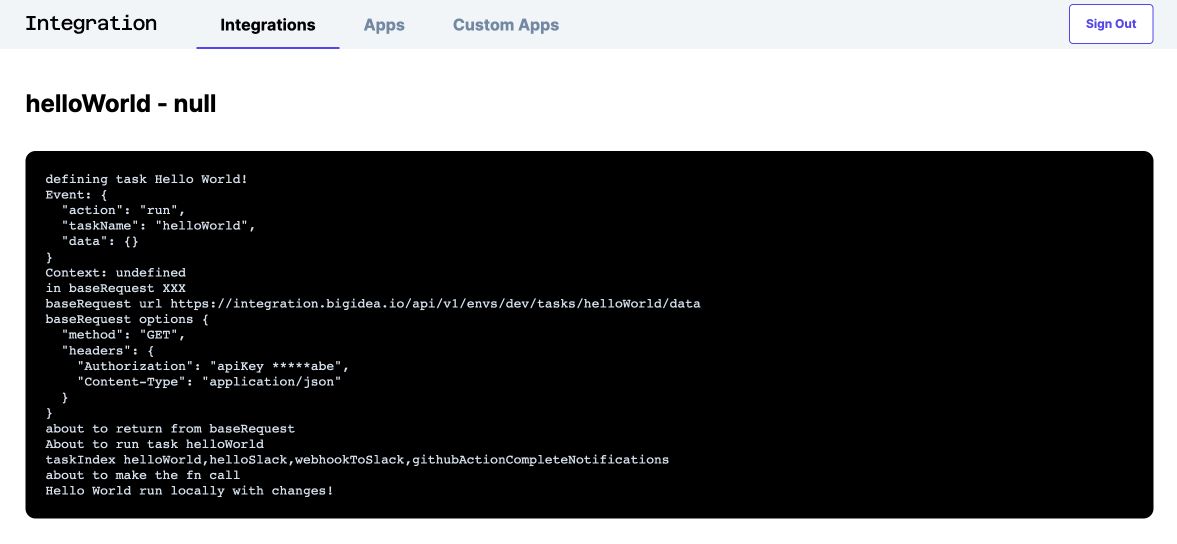 Integration
Integrations
Apps
Custom Apps
Sign Out
helloWorld - null
defining task Hello World!
Event: {
  "action": "run",
  "taskName": "helloWorld",
  "data": {}
}
Context: undefined
in baseRequest XXX
baseRequest url https://integration.bigidea.io/api/v1/envs/dev/tasks/helloWorld/data
baseRequest options {
  "method": "GET",
  "headers": {
    "Authorization": "apiKey *****abe",
    "Content-Type": "application/json"
  }
}
about to return from baseRequest
About to run task helloWorld
taskIndex helloWorld,helloSlack,webhookToSlack,githubActionCompleteNotifications
about to make the fn call
Hello World run locally with changes!